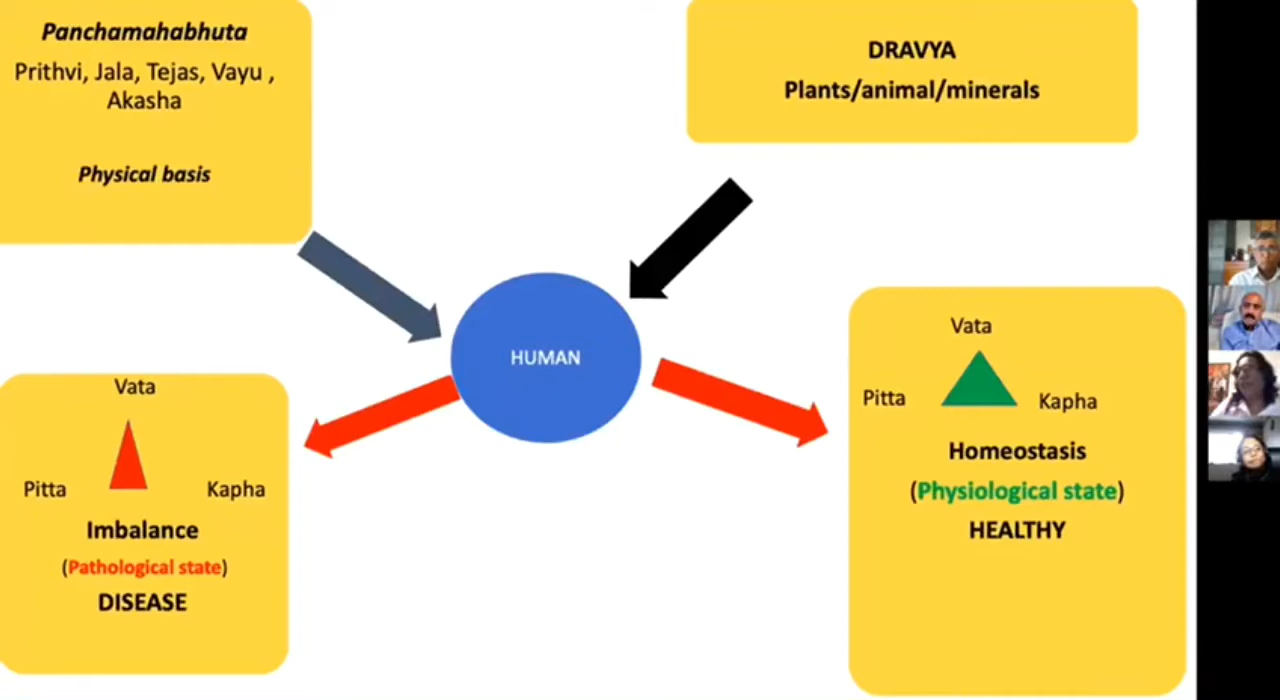 Panchamahabhuta
Prithvi, Jala, Tejas, Vayu ,
Akasha
Physical basis
DRAVYA
Plants/animal/minerals
HUMAN
Vata
Pitta
Kapha
Imbalance
(Pathological state)
DISEASE
Vata
Pitta
Kapha
Homeostasis
(Physiological state)
HEALTHY